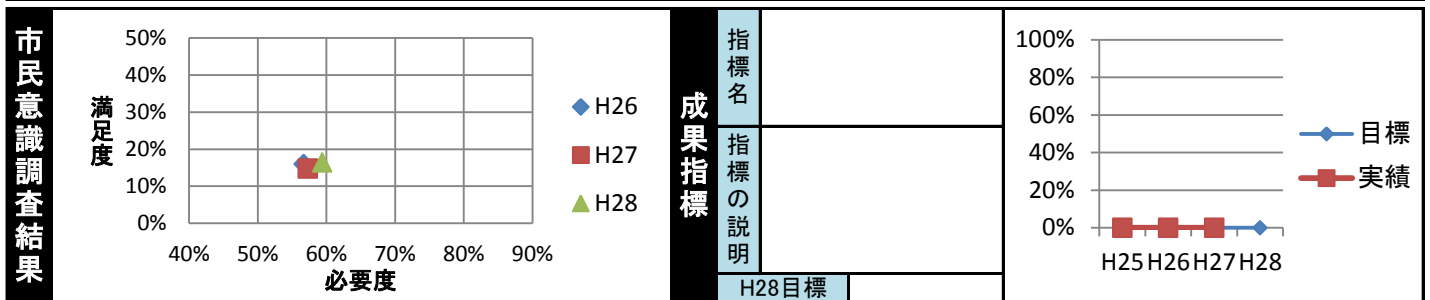 市民意識調査結果
50%
40%
30%
20%
10%
0%
満足度
40% 50% 60% 70% 80% 90%
必要度
H26
H27
H28
成果指標
指標名
指標の説明
H28目標
100%
80%
60%
40%
20%
0%
H25 H26 H27 H28
目標
実績